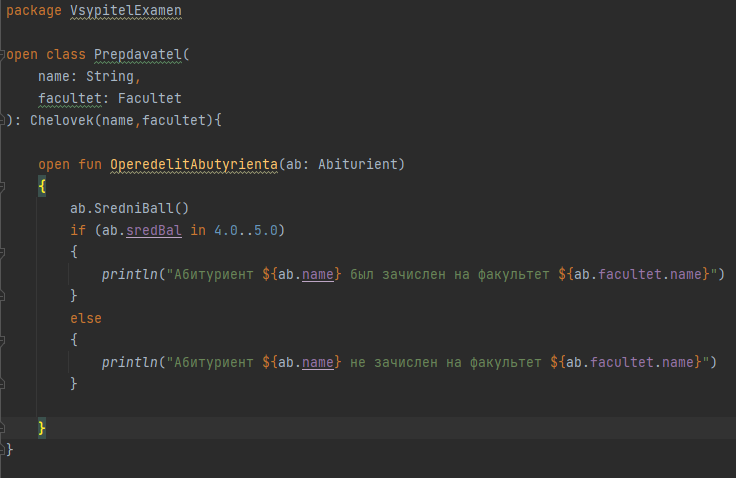 package VsypitelExamen
open class Prepdavatel(
name: String,
facultet: Facultet
): Chelovek(name,facultet){
open fun OperedelitAbutyrienta(ab: Abiturient)
{
ab.SredniBall()
if (ab.sredBal in 4.0..5.0)
{
println("Абитуриент ${ab.name} был зачислен на факультет ${ab.facultet.name}")
}
else
{
println("Абитуриент ${ab.name} не зачислен на факультет ${ab.facultet.name}")
}
}
}